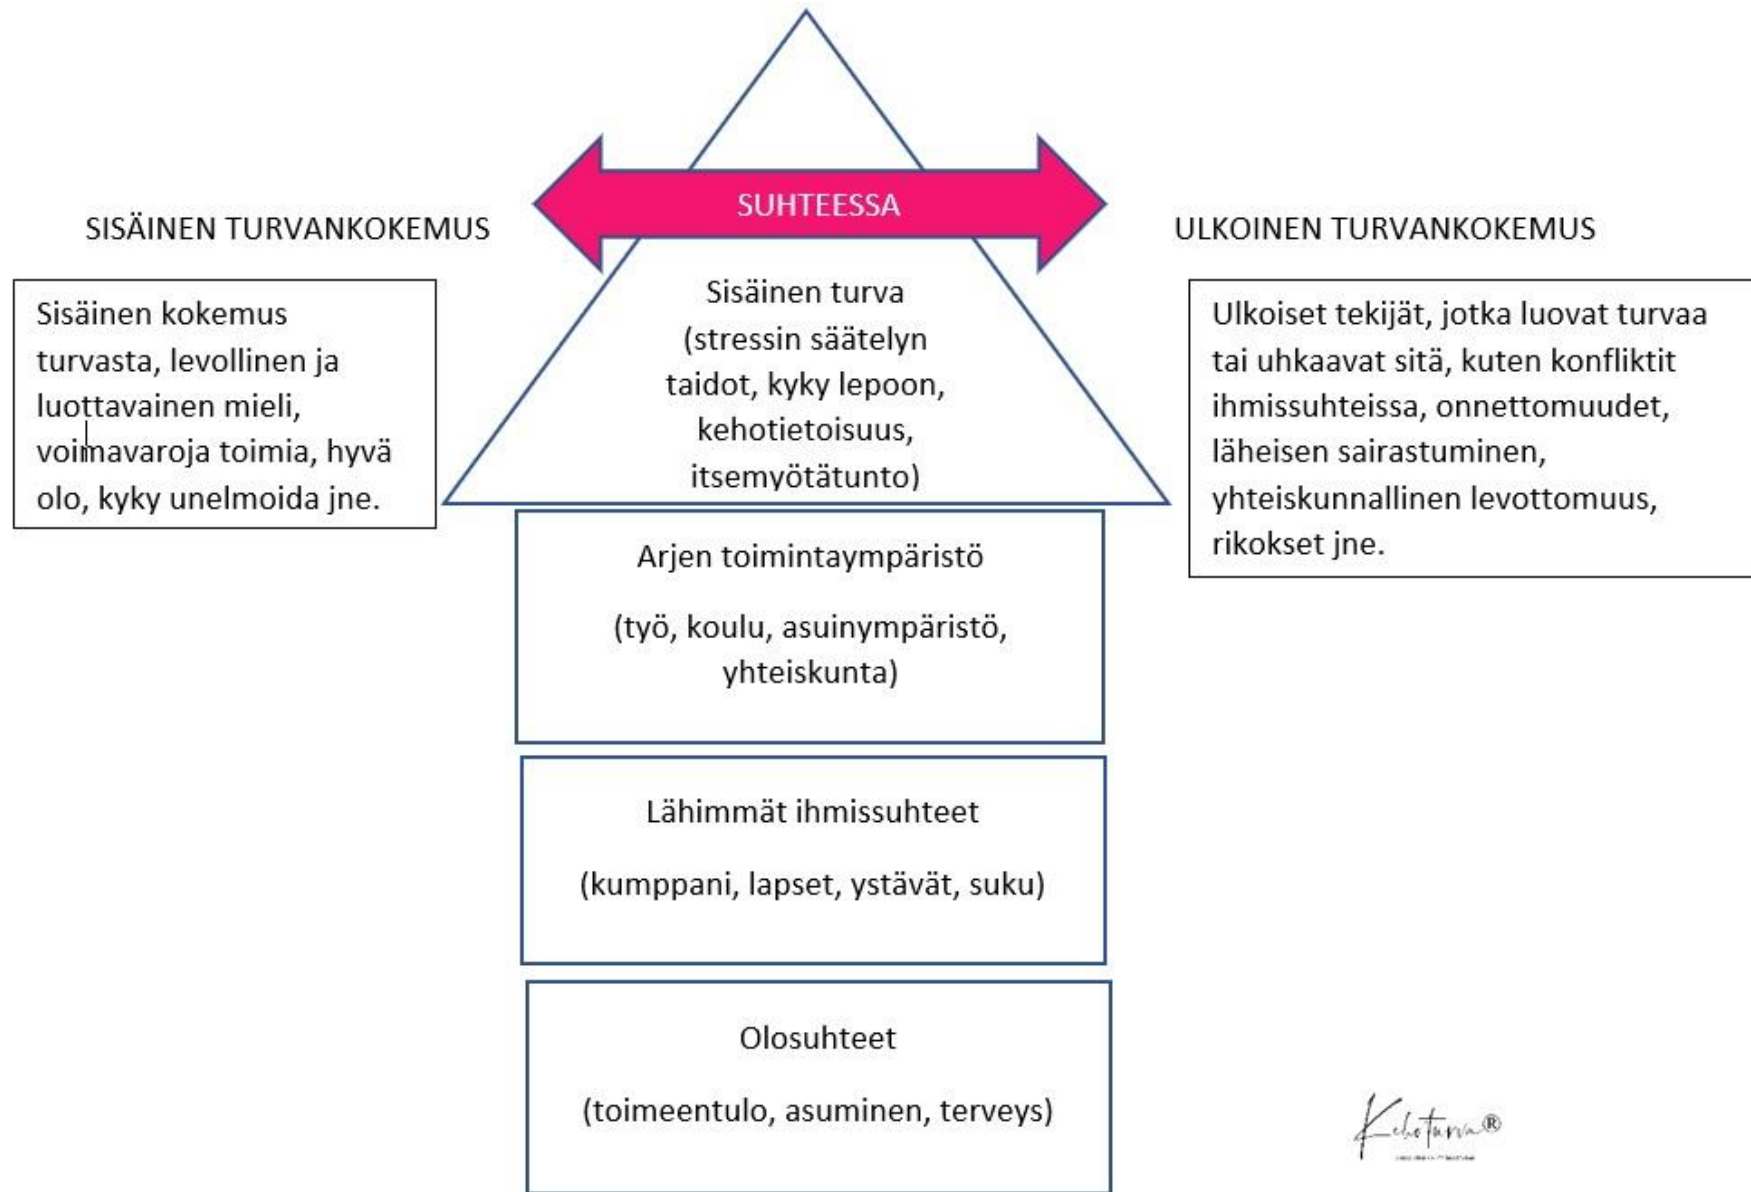 SUHTEESSA
SISÄINEN TURVANKOKEMUS
ULKOINEN TURVANKOKEMUS
Sisäinen kokemus
turvasta, levollinen ja
luottavainen mieli,
voimavaroja toimia, hyvä
olo, kyky unelmoida jne.
Sisäinen turva
(stressin säätelyn
taidot, kyky lepoon,
kehotietoisuus,
itsemyötätunto)
Ulkoiset tekijät, jotka luovat turvaa
tai uhkaavat sitä, kuten konfliktit
ihmissuhteissa, onnettomuudet,
läheisen sairastuminen,
yhteiskunnallinen levottomuus,
rikokset jne.
Arjen toimintaympäristö
(työ, koulu, asuinympäristö,
yhteiskunta)
Lähimmät ihmissuhteet
(kumppani, lapset, ystävät, suku)
Olosuhteet
(toimeentulo, asuminen, terveys)
Kehoturva®